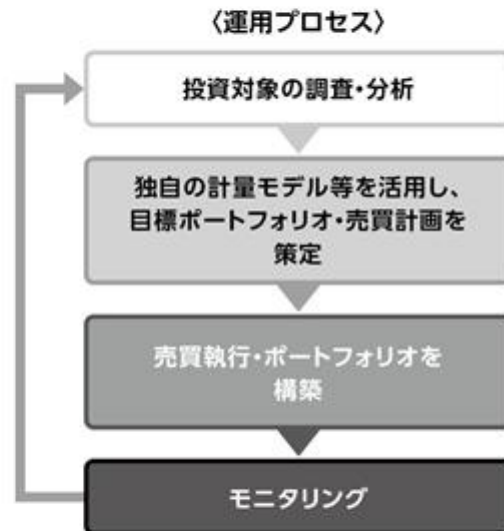 〈運用プロセス〉
投資対象の調査・分析
独自の計量モデル等を活用し、
目標ポートフォリオ・売買計画を
策定
売買執行・ポートフォリオを
構築
モニタリング